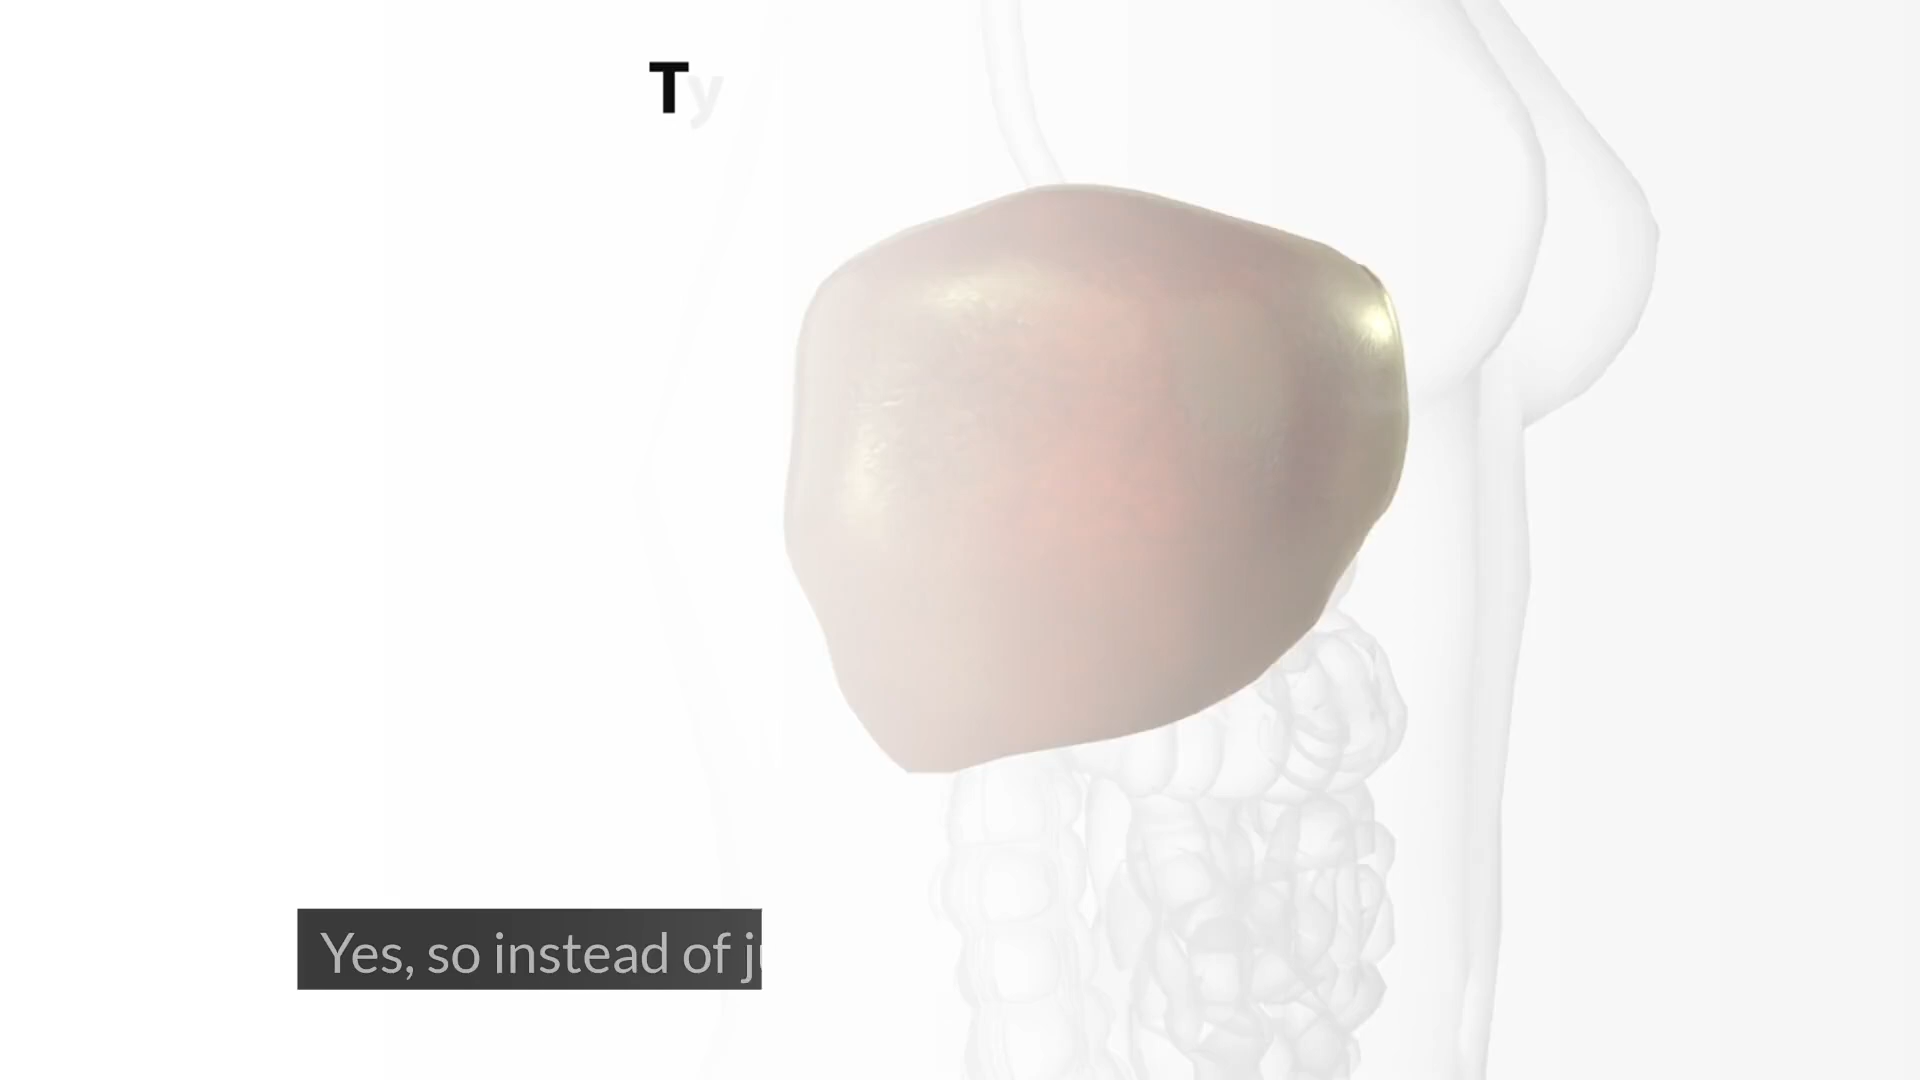 Ty
Yes, so instead of